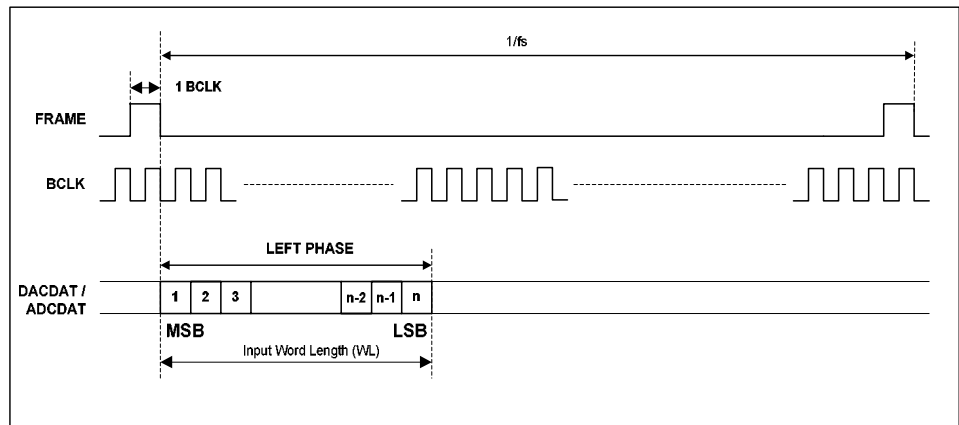 1/fs
1 BCLK
FRAME
BCLK
LEFT PHASE
DACDAT /
ADCDAT
1 2 3 n-2 n-1 n
MSB LSB
Input Word Length (WL)